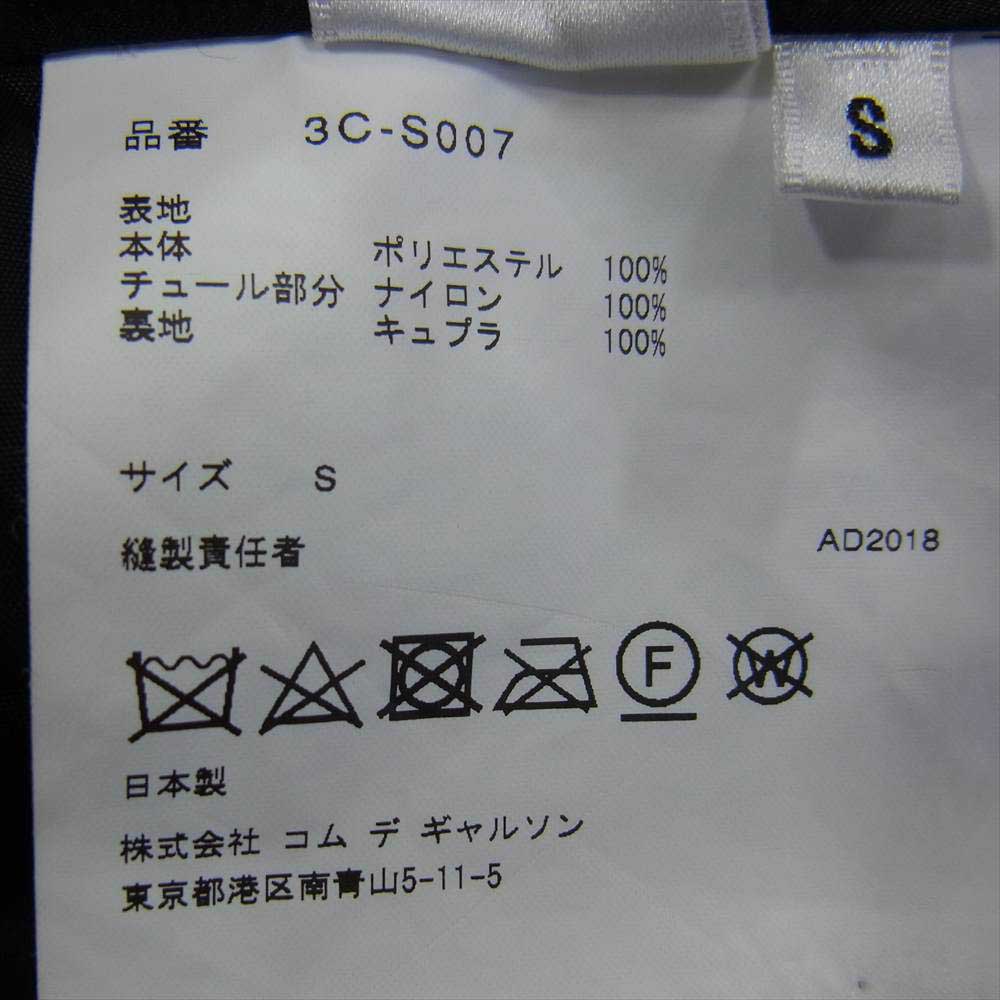 S
品番 3C-S007
表地
本体 ポリエステル 100%
チュール部分 ナイロン 100%
裏地 キュプラ 100%
サイズ S
縫製責任者
AD2018
F W
日本製
株式会社 コム デ ギャルソン
東京都港区南青山5-11-5